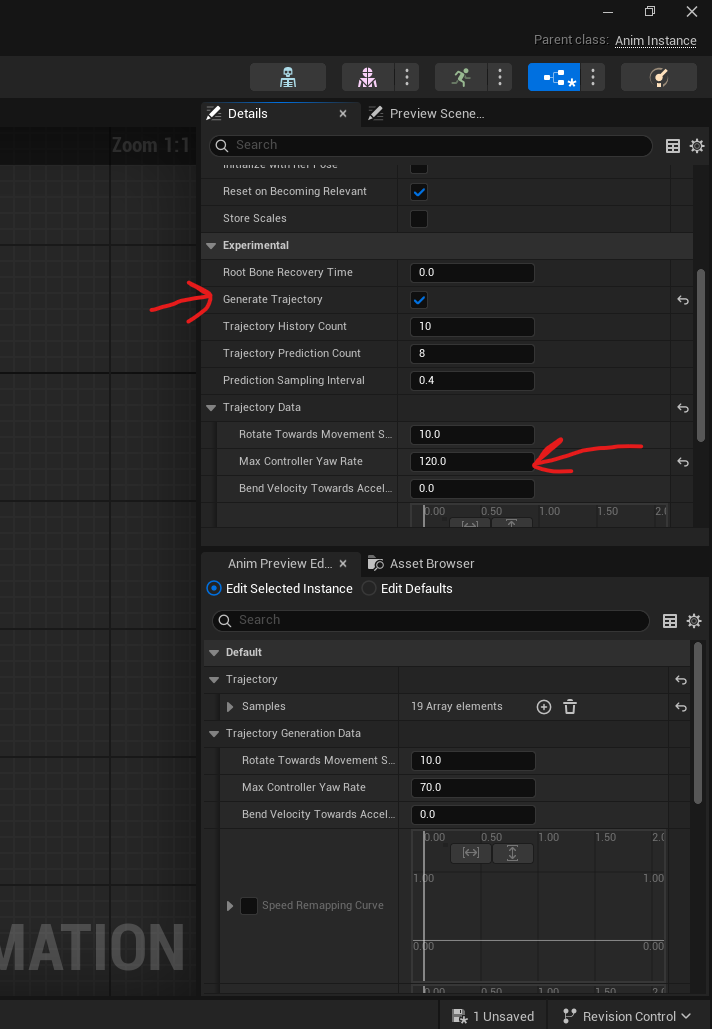 Parent class: Anim Instance
Zoom 1:1
Details
Preview Scene...
Search
Initialize with Ref Pose
Reset on Becoming Relevant
Store Scales
Experimental
Root Bone Recovery Time 0.0
Generate Trajectory
Trajectory History Count 10
Trajectory Prediction Count 8
Prediction Sampling Interval 0.4
Trajectory Data
Rotate Towards Movement S... 10.0
Max Controller Yaw Rate 120.0
Bend Velocity Towards Accel... 0.0
0.00 0.50 1.00 1.50 2.(
Anim Preview Ed...
Asset Browser
Edit Selected Instance Edit Defaults
Search
Default
Trajectory
Samples 19 Array elements
Trajectory Generation Data
Rotate Towards Movement S... 10.0
Max Controller Yaw Rate 70.0
Bend Velocity Towards Accel... 0.0
0.00 0.50 1.00 1.50 2.(
1.00 1.00
Speed Remapping Curve
0.00 0.00
0.00 0.50 1.00 1.50 2.(
MATION
1 Unsaved
Revision Control